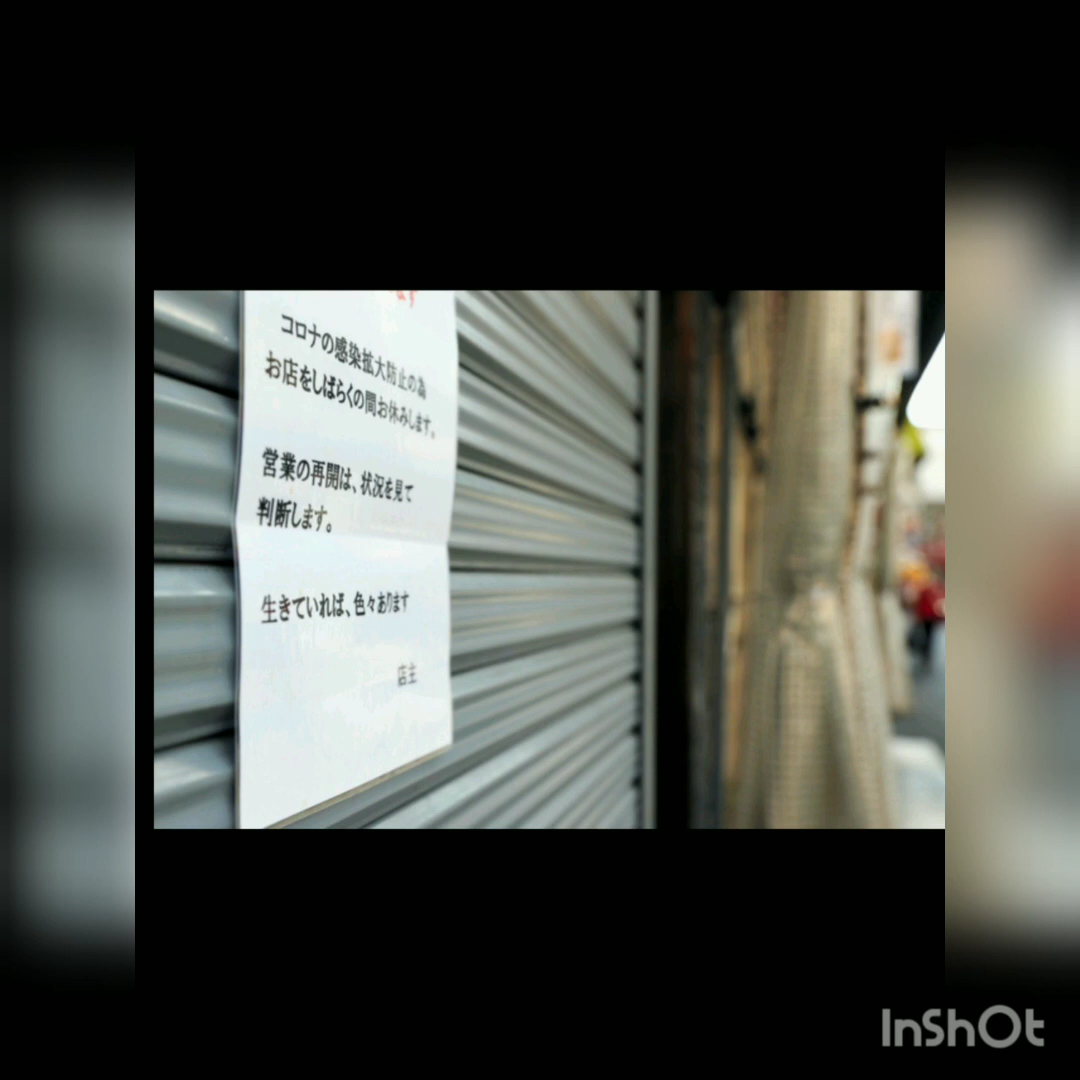 ます
コロナの感染拡大防止の為
お店をしばらくの間お休みします。
営業の再開は、状況を見て
判断します。
生きていれば、色々あります
店主
InShOt